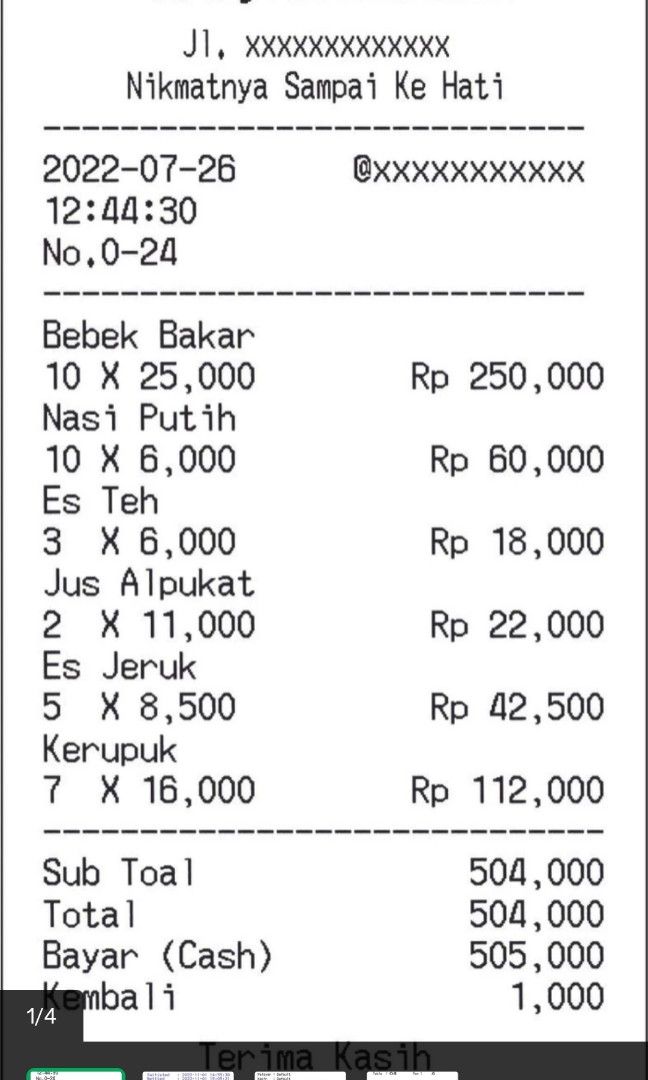 Jl. xxxxxxxxxxxxx
Nikmatnya Sampai Ke Hati
2022-07-26 @xxxxxxxxxxx
12:44:30
No.0-24
Bebek Bakar
10 X 25,000 Rp 250,000
Nasi Putih
10 X 6,000 Rp 60,000
Es Teh
3 X 6,000 Rp 18,000
Jus Alpukat
2 X 11,000 Rp 22,000
Es Jeruk
5 X 8,500 Rp 42,500
Kerupuk
7 X 16,000 Rp 112,000
Sub Toal 504,000
Total 504,000
Bayar (Cash) 505,000
Kembali 1,000
1/4
Terima Kasih